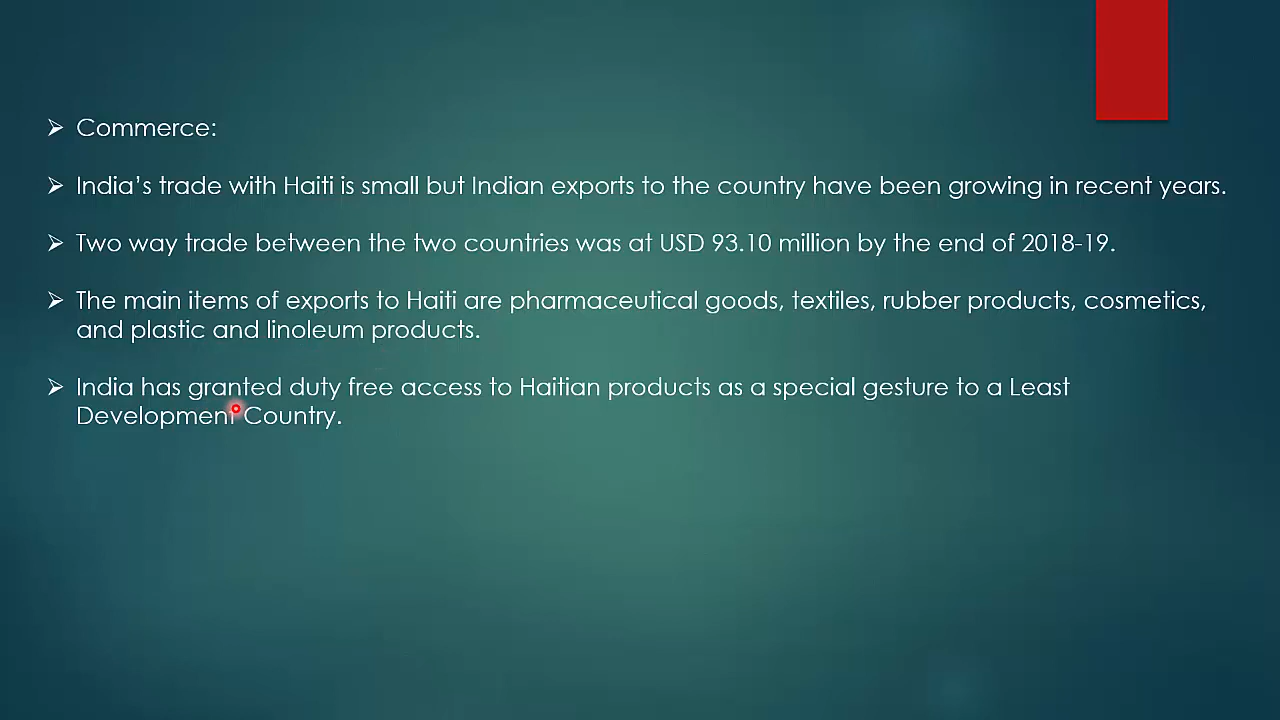 Commerce:
India's trade with Haiti is small but Indian exports to the country have been growing in recent years.
Two way trade between the two countries was at USD 93.10 million by the end of 2018-19.
The main items of exports to Haiti are pharmaceutical goods, textiles, rubber products, cosmetics,
and plastic and linoleum products.
India has granted duty free access to Haitian products as a special gesture to a Least
Development Country.